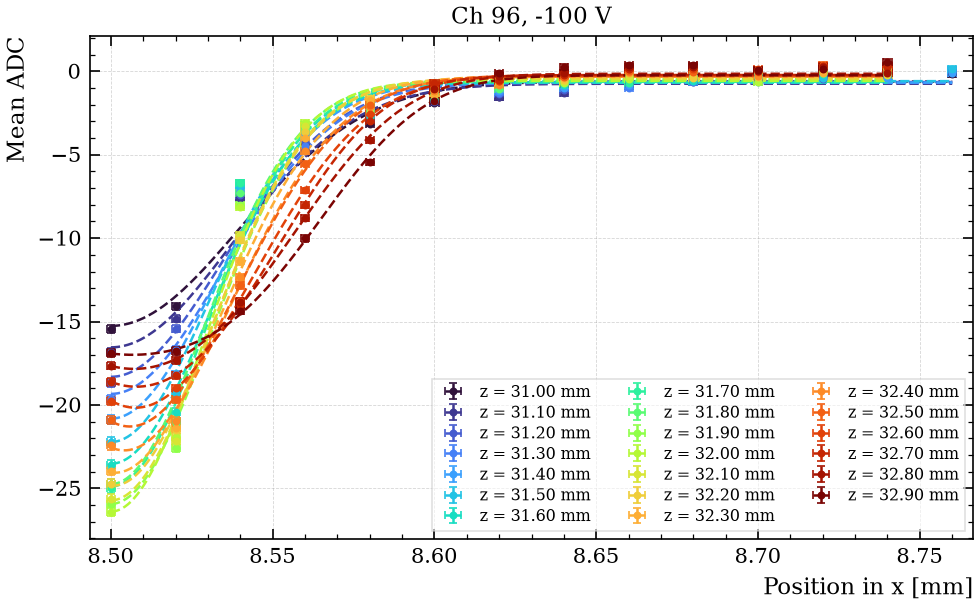 Ch 96, -100 V
Mean ADC
0
−5
−10
−15
−20
−25
8.50 8.55 8.60 8.65 8.70 8.75
Position in x [mm]
z = 31.00 mm
z = 31.10 mm
z = 31.20 mm
z = 31.30 mm
z = 31.40 mm
z = 31.50 mm
z = 31.60 mm
z = 31.70 mm
z = 31.80 mm
z = 31.90 mm
z = 32.00 mm
z = 32.10 mm
z = 32.20 mm
z = 32.30 mm
z = 32.40 mm
z = 32.50 mm
z = 32.60 mm
z = 32.70 mm
z = 32.80 mm
z = 32.90 mm